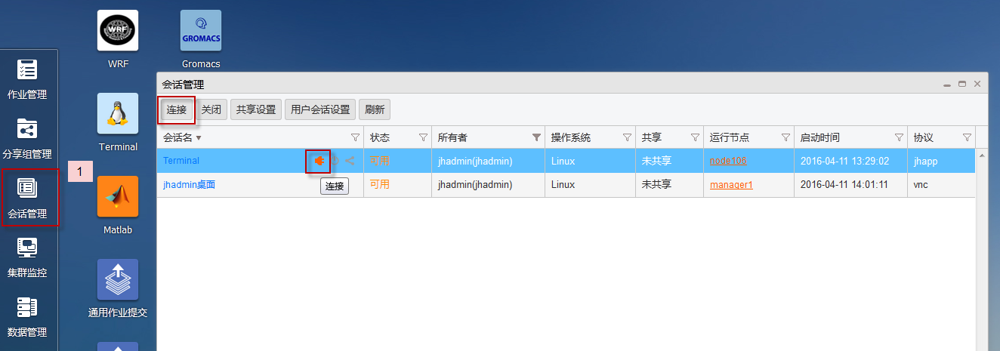 WRF
GROMACS
WRF
Gromacs
作业管理
分享组管理
1
会话管理
集群监控
数据管理
Terminal
Matlab
通用作业提交
会话管理
连接 关闭 共享设置 用户会话设置 刷新
会话名 状态 所有者 操作系统 共享 运行节点 启动时间 协议
Terminal 可用 jhadmin(jhadmin) Linux 未共享 node106 2016-04-11 13:29:02 jhapp
连接
jhadmin桌面 可用 jhadmin(jhadmin) Linux 未共享 manager1 2016-04-11 14:01:11 vnc